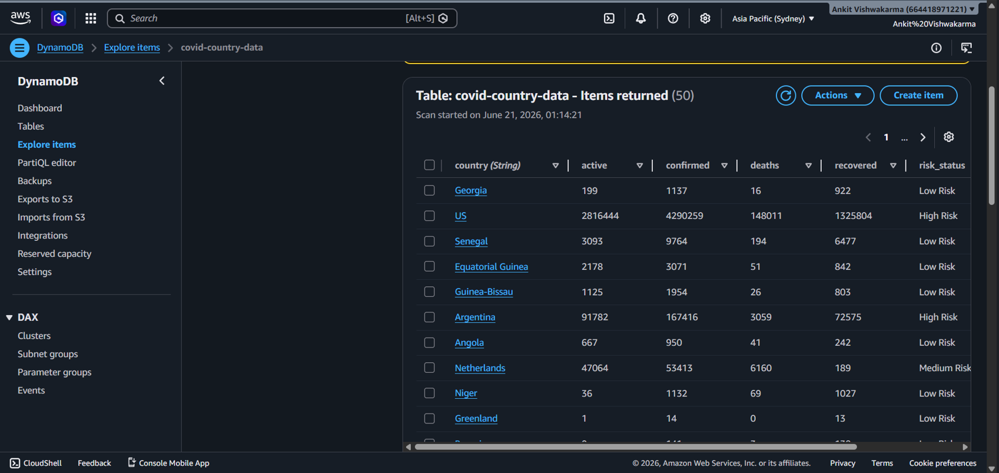 aws
Search [Alt+S]
Asia Pacific (Sydney)
Ankit Vishwakarma (664418971221)
Ankit%20Vishwakarma
DynamoDB
Explore items
covid-country-data
DynamoDB
Dashboard
Tables
Explore items
PartiQL editor
Backups
Exports to S3
Imports from S3
Integrations
Reserved capacity
Settings
DAX
Clusters
Subnet groups
Parameter groups
Events
Table: covid-country-data - Items returned (50)
Actions
Create item
Scan started on June 21, 2026, 01:14:21
1 ...
country (String) active confirmed deaths recovered risk_status
Georgia 199 1137 16 922 Low Risk
US 2816444 4290259 148011 1325804 High Risk
Senegal 3093 9764 194 6477 Low Risk
Equatorial Guinea 2178 3071 51 842 Low Risk
Guinea-Bissau 1125 1954 26 803 Low Risk
Argentina 91782 167416 3059 72575 High Risk
Angola 667 950 41 242 Low Risk
Netherlands 47064 53413 6160 189 Medium Risk
Niger 36 1132 69 1027 Low Risk
Greenland 1 14 0 13 Low Risk
CloudShell
Feedback
Console Mobile App
© 2026, Amazon Web Services, Inc. or its affiliates.
Privacy
Terms
Cookie preferences